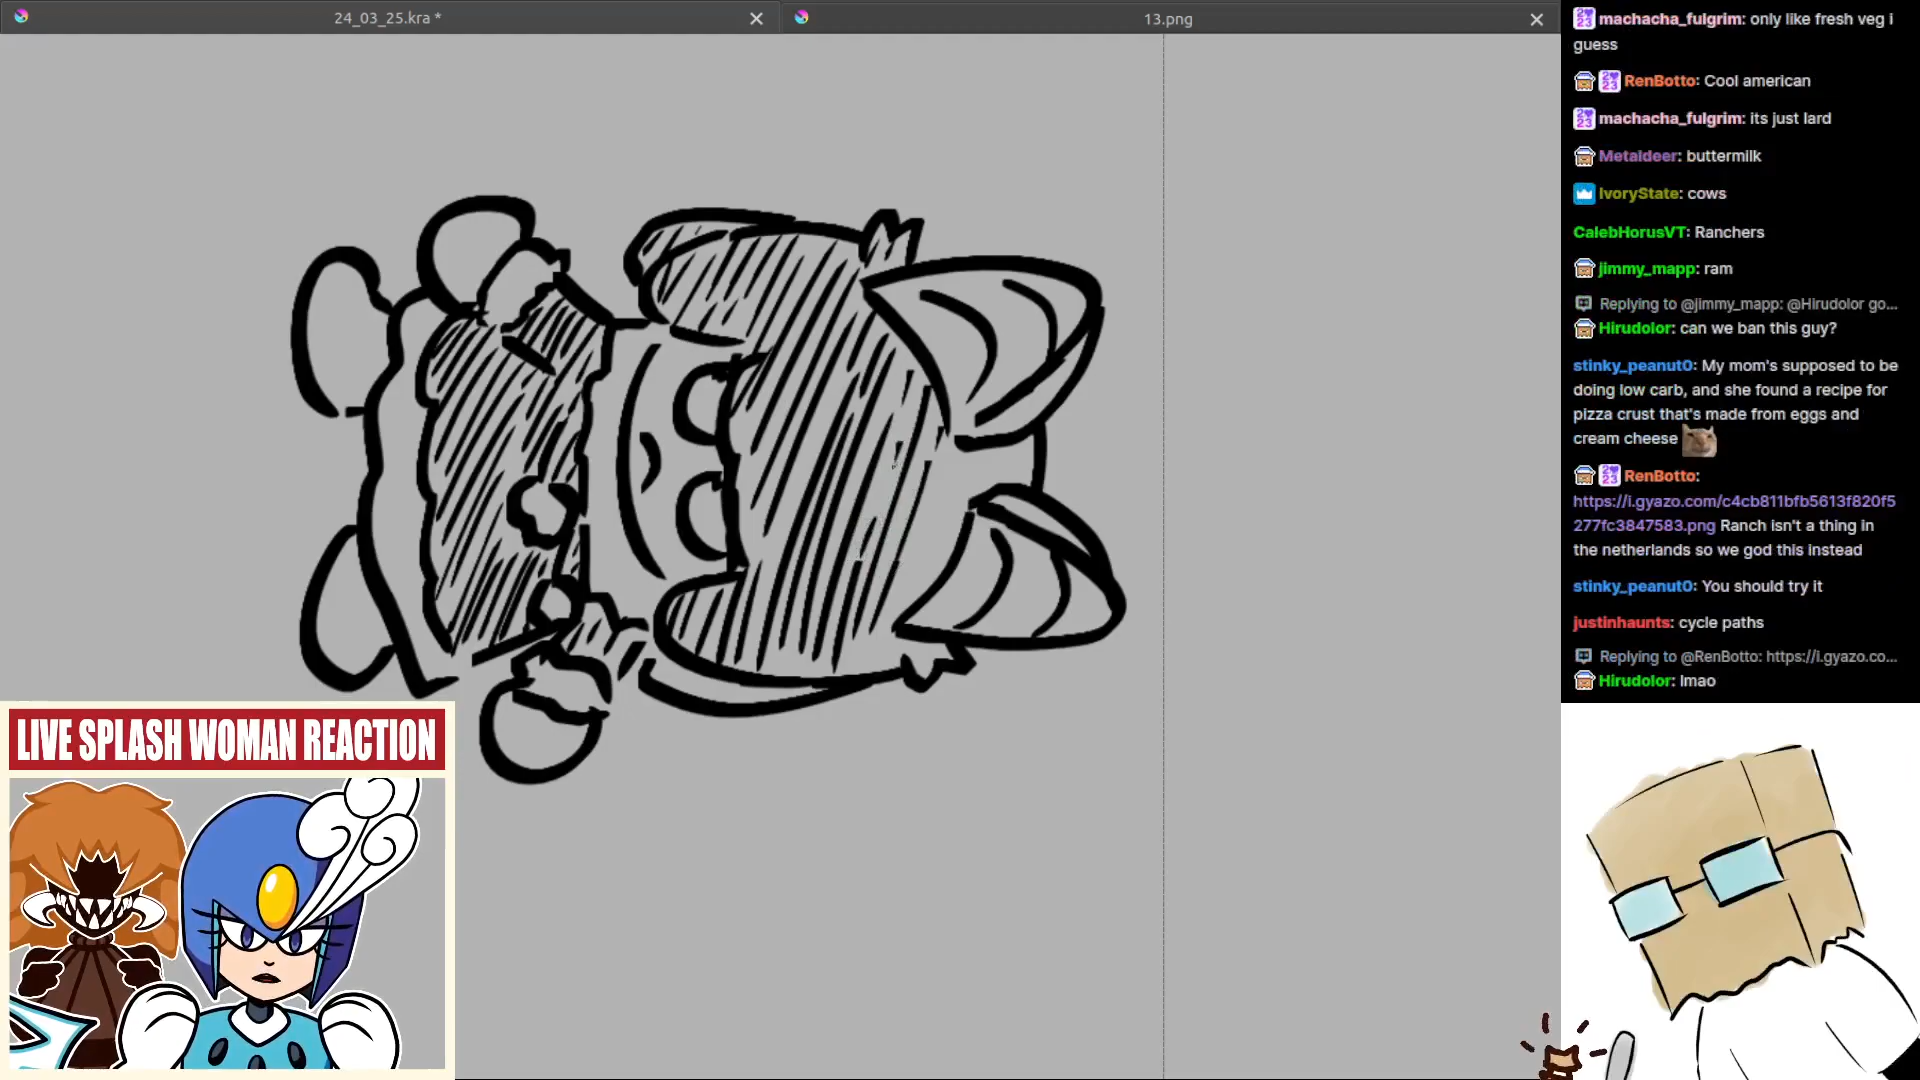 24_03_25.kra *
13.png
machacha_fulgrim: only like fresh veg i
guess
RenBotto: Cool american
machacha_fulgrim: its just lard
Metaldeer: buttermilk
IvoryState: cows
CalebHorusVT: Ranchers
jimmy_mapp: ram
Replying to @jimmy_mapp: @Hirudolor go...
Hirudolor: can we ban this guy?
stinky_peanut0: My mom's supposed to be
doing low carb, and she found a recipe for
pizza crust that's made from eggs and
cream cheese
RenBotto:
https://i.gyazo.com/c4cb811bfb5613f820f5
277fc3847583.png Ranch isn't a thing in
the netherlands so we god this instead
stinky_peanut0: You should try it
justinhaunts: cycle paths
Replying to @RenBotto: https://i.gyazo.co...
Hirudolor: lmao
LIVE SPLASH WOMAN REACTION